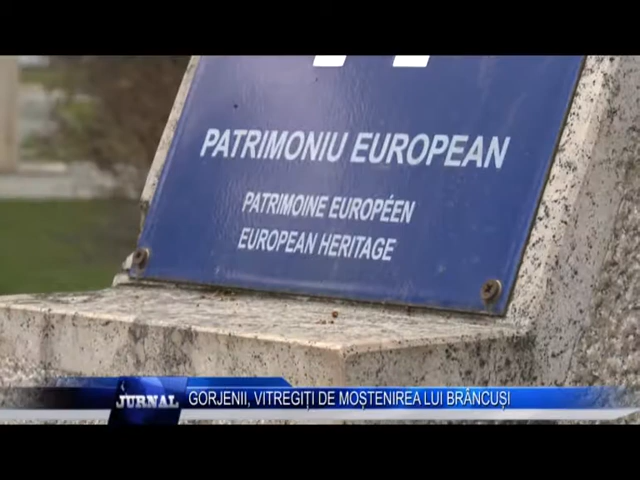 PATRIMONIU EUROPEAN
PATRIMOINE EUROPÉEN
EUROPEAN HERITAGE
JURNAL
GORJENII, VITREGIȚI DE MOȘTENIREA LUI BRÂNCUȘI